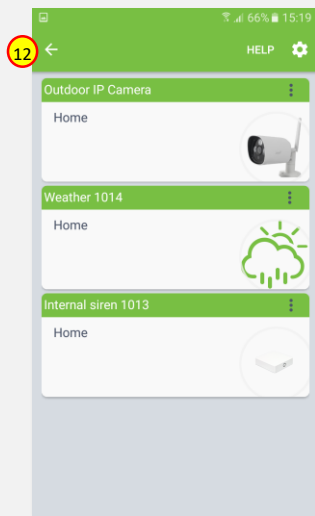 66% 15:19
12
HELP
Outdoor IP Camera
Home
Weather 1014
Home
Internal siren 1013
Home